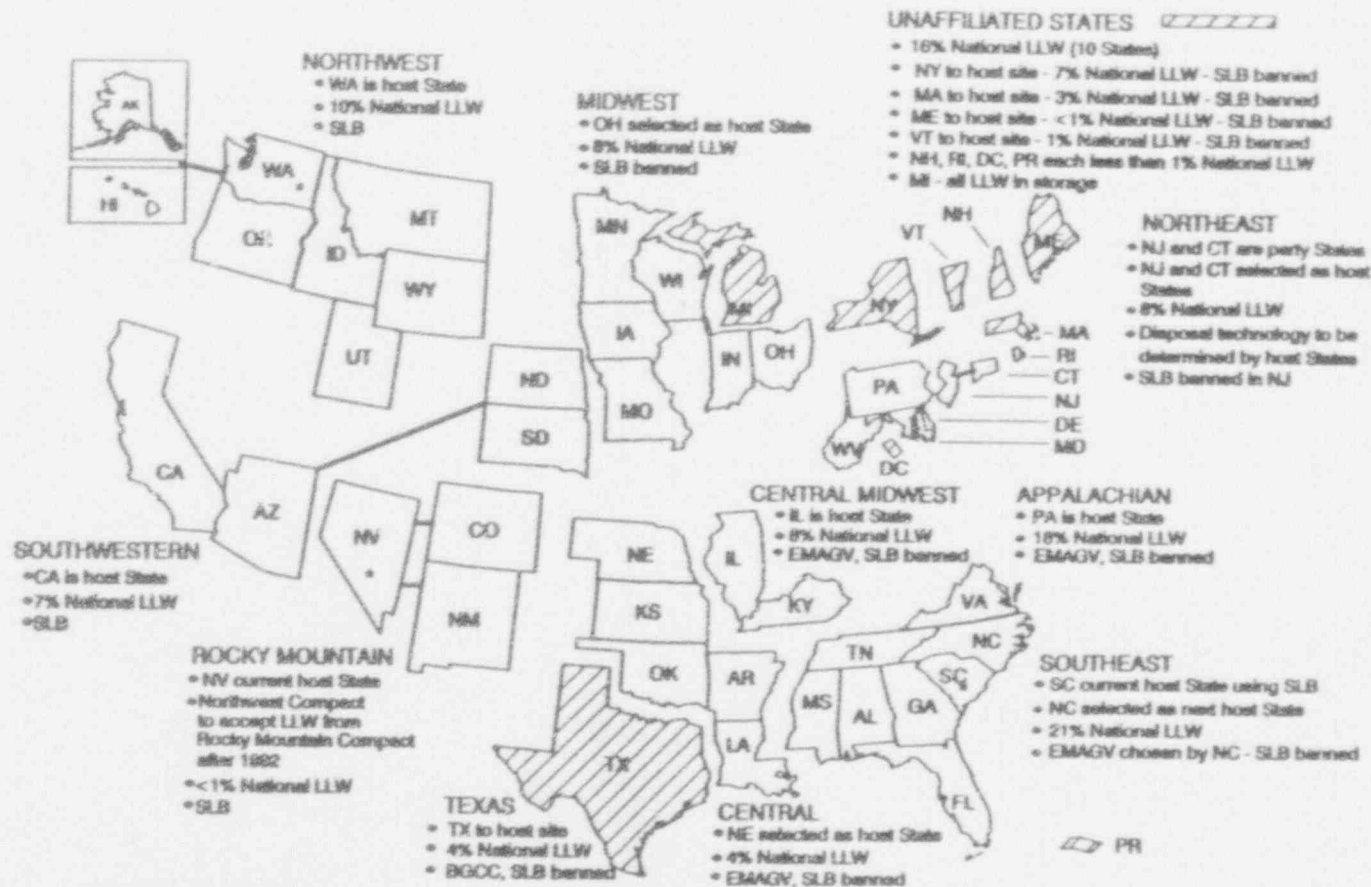 UNAFFILIATED STATES
• 16% National LLW (10 States)
• NY to host site - 7% National LLW - SLB banned
• MA to host site - 3% National LLW - SLB banned
• ME to host site - <1% National LLW - SLB banned
• VT to host site - 1% National LLW - SLB banned
• NH, RI, DC, PR each less than 1% National LLW
• MI - all LLW in storage
NORTHWEST
• WA is host State
• 10% National LLW
• SLB
MIDWEST
• OH selected as host State
• 8% National LLW
• SLB banned
NORTHEAST
• NJ and CT are party States
• NJ and CT selected as host
States
• 8% National LLW
• Disposal technology to be
determined by host States
• SLB banned in NJ
AK
HI
WA
OR
ID
MT
WY
UT
MN
WI
MI
IA
IN
OH
MO
ND
SD
NY
VT
NH
ME
MA
RI
CT
NJ
DE
MD
PA
WV
DC
CA
AZ
NV
CO
NM
SOUTHWESTERN
• CA is host State
• 7% National LLW
• SLB
CENTRAL MIDWEST
• IL is host State
• 8% National LLW
• EMAGV, SLB banned
APPALACHIAN
• PA is host State
• 18% National LLW
• EMAGV, SLB banned
NE
KS
OK
AR
LA
IL
KY
VA
TN
NC
SC
MS
AL
GA
FL
TX
PR
ROCKY MOUNTAIN
• NV current host State
• Northwest Compact
to accept LLW from
Rocky Mountain Compact
after 1992
• <1% National LLW
• SLB
SOUTHEAST
• SC current host State using SLB
• NC selected as next host State
• 21% National LLW
• EMAGV chosen by NC - SLB banned
TEXAS
• TX to host site
• 4% National LLW
• BGCC, SLB banned
CENTRAL
• NE selected as host State
• 4% National LLW
• EMAGV, SLB banned